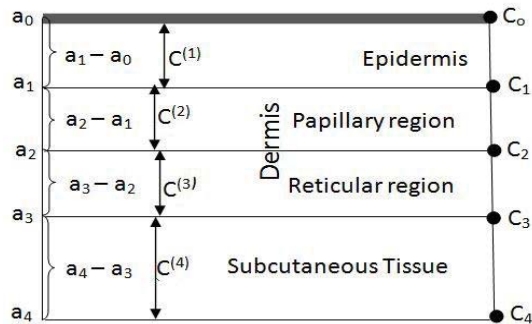 a₀ Cₒ
a₁ – a₀ C⁽¹⁾ Epidermis
a₁ C₁
a₂ – a₁ C⁽²⁾ Papillary region
Dermis
a₂ C₂
a₃ – a₂ C⁽³⁾ Reticular region
a₃ C₃
a₄ – a₃ C⁽⁴⁾ Subcutaneous Tissue
a₄ C₄